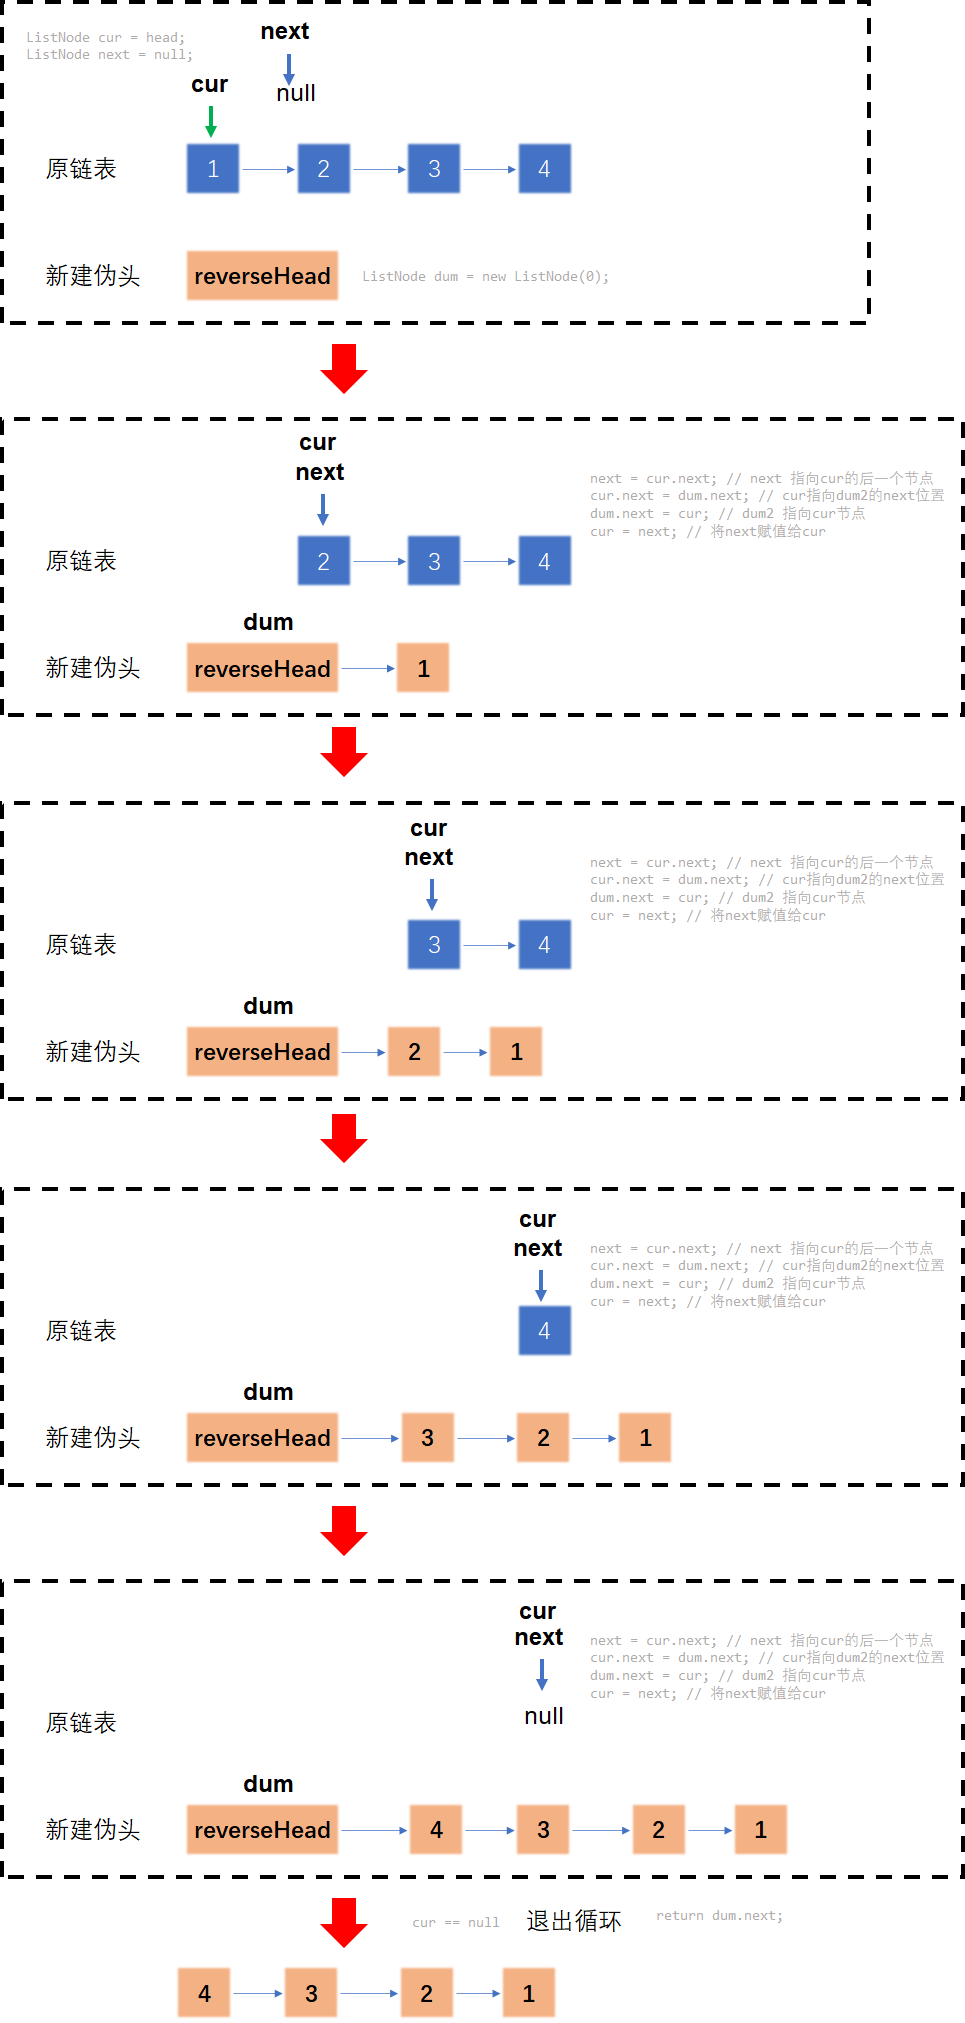 ListNode cur = head;
ListNode next = null;
next
cur
null
原链表
1 2 3 4
新建伪头
reverseHead
ListNode dum = new ListNode(0);
cur
next
next = cur.next; // next 指向cur的后一个节点
cur.next = dum.next; // cur指向dum2的next位置
dum.next = cur; // dum2 指向cur节点
cur = next; // 将next赋值给cur
原链表
2 3 4
dum
新建伪头
reverseHead 1
cur
next
next = cur.next; // next 指向cur的后一个节点
cur.next = dum.next; // cur指向dum2的next位置
dum.next = cur; // dum2 指向cur节点
cur = next; // 将next赋值给cur
原链表
3 4
dum
新建伪头
reverseHead 2 1
cur
next
next = cur.next; // next 指向cur的后一个节点
cur.next = dum.next; // cur指向dum2的next位置
dum.next = cur; // dum2 指向cur节点
cur = next; // 将next赋值给cur
原链表
4
dum
新建伪头
reverseHead 3 2 1
cur
next
next = cur.next; // next 指向cur的后一个节点
cur.next = dum.next; // cur指向dum2的next位置
dum.next = cur; // dum2 指向cur节点
cur = next; // 将next赋值给cur
null
原链表
dum
新建伪头
reverseHead 4 3 2 1
cur == null 退出循环 return dum.next;
4 3 2 1